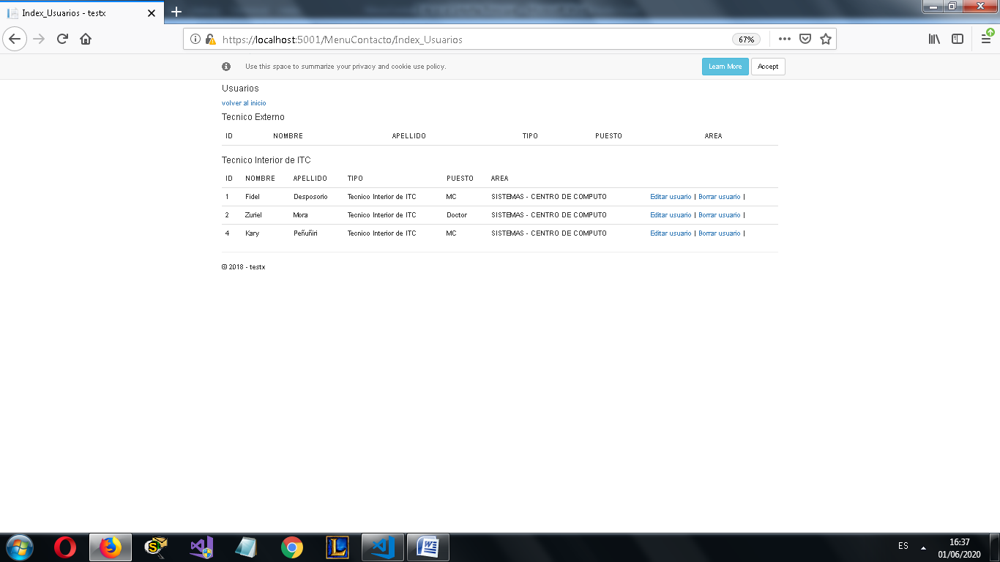 Index_Usuarios - testx
https://localhost:5001/MenuContacto/Index_Usuarios
67%
Use this space to summarize your privacy and cookie use policy.
Learn More
Accept
Usuarios
volver al inicio
Tecnico Externo
ID NOMBRE APELLIDO TIPO PUESTO AREA
Tecnico Interior de ITC
ID NOMBRE APELLIDO TIPO PUESTO AREA
1 Fidel Desposorio Tecnico Interior de ITC MC SISTEMAS - CENTRO DE COMPUTO Editar usuario | Borrar usuario |
2 Zuriel Mora Tecnico Interior de ITC Doctor SISTEMAS - CENTRO DE COMPUTO Editar usuario | Borrar usuario |
4 Kary Peñuñiri Tecnico Interior de ITC MC SISTEMAS - CENTRO DE COMPUTO Editar usuario | Borrar usuario |
© 2018 - testx
ES
16:37
01/06/2020